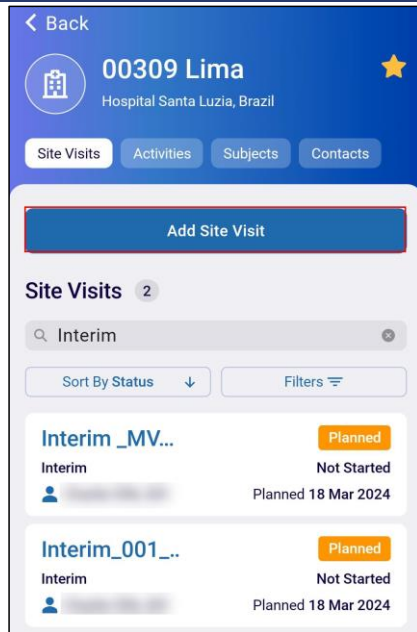 Back
00309 Lima
Hospital Santa Luzia, Brazil
Site Visits Activities Subjects Contacts
Add Site Visit
Site Visits 2
Interim
Sort By Status Filters
Interim _MV... Planned
Interim Not Started
Planned 18 Mar 2024
Interim_001_.. Planned
Interim Not Started
Planned 18 Mar 2024